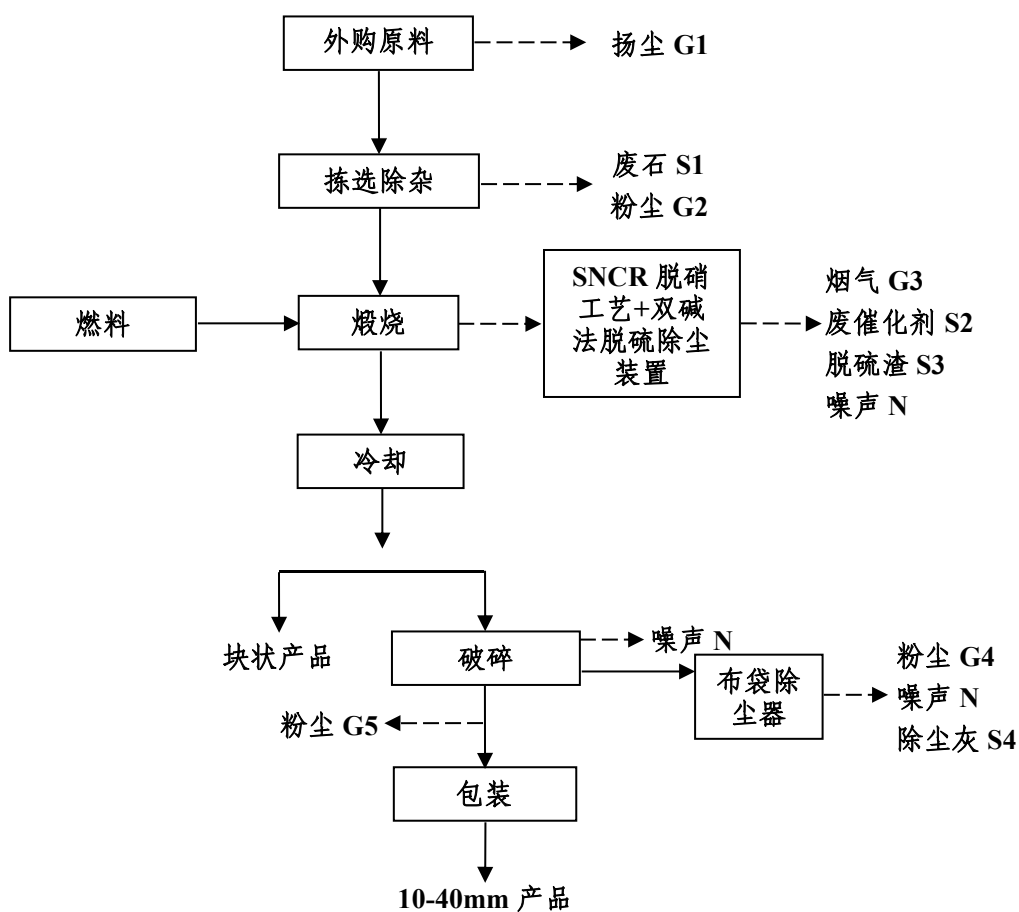 外购原料
扬尘 G1
拣选除杂
废石 S1
粉尘 G2
燃料
煅烧
SNCR 脱硝
工艺+双碱
法脱硫除尘
装置
烟气 G3
废催化剂 S2
脱硫渣 S3
噪声 N
冷却
块状产品
破碎
噪声 N
布袋除
尘器
粉尘 G4
噪声 N
除尘灰 S4
粉尘 G5
包装
10-40mm 产品